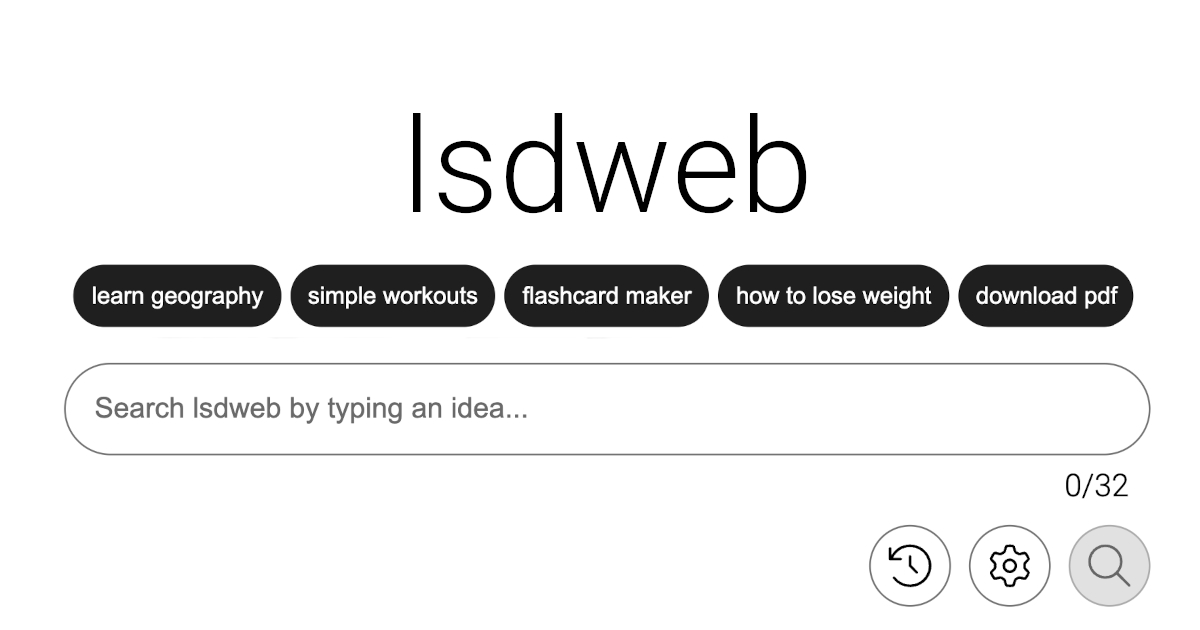 lsdweb
learn geography simple workouts flashcard maker how to lose weight download pdf
Search lsdweb by typing an idea...
0/32